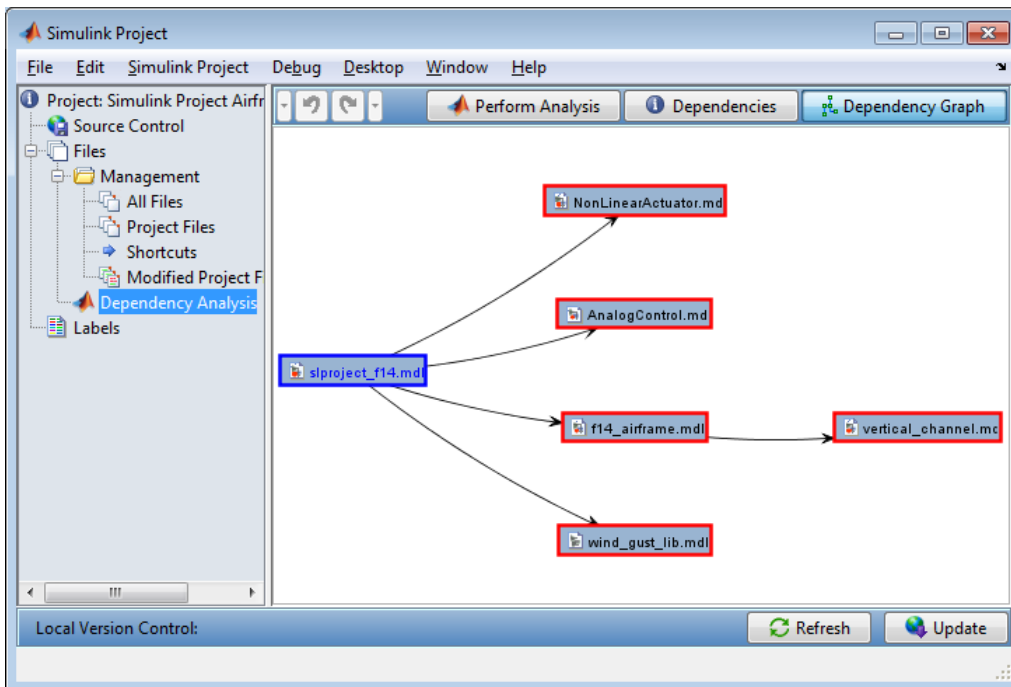 Simulink Project
File Edit Simulink Project Debug Desktop Window Help
Project: Simulink Project Airfr
Source Control
Files
Management
All Files
Project Files
Shortcuts
Modified Project F
Dependency Analysis
Labels
Perform Analysis Dependencies Dependency Graph
NonLinearActuator.md
AnalogControl.md
slproject_f14.mdl
f14_airframe.mdl
vertical_channel.mc
wind_gust_lib.mdl
Local Version Control:
Refresh Update